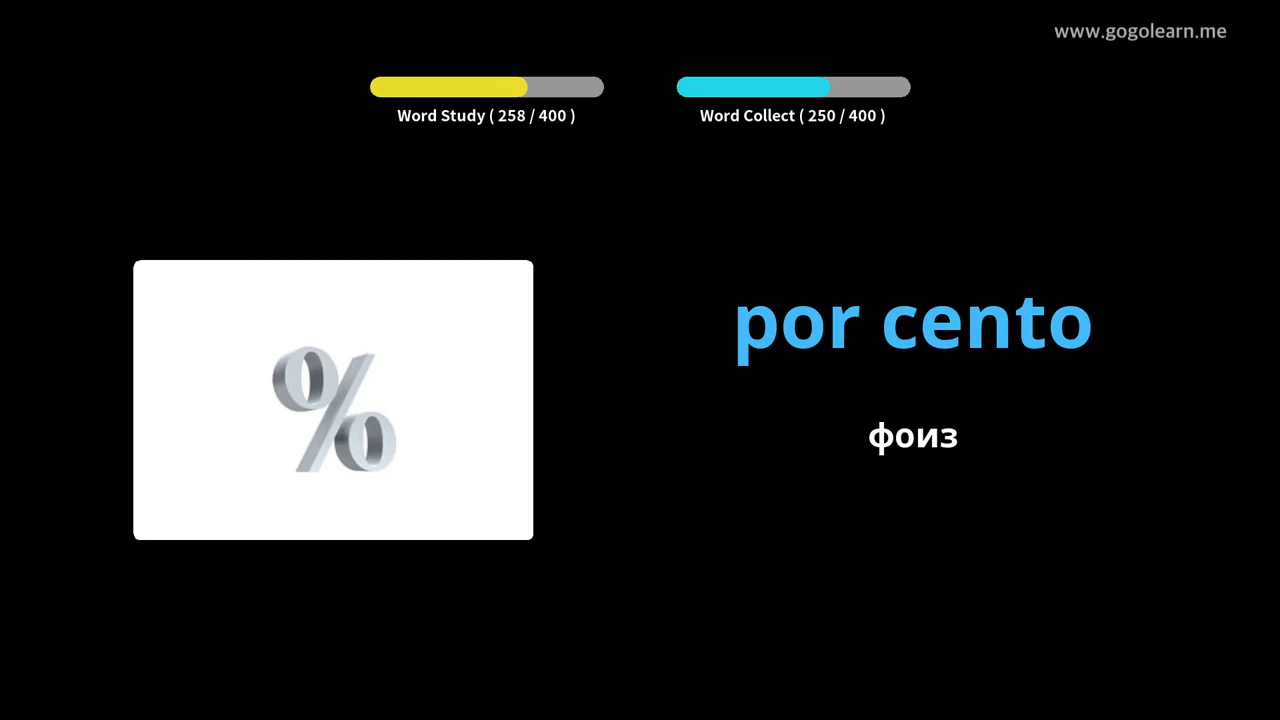 www.gogolearn.me
Word Study ( 258 / 400 )
Word Collect ( 250 / 400 )
%
por cento
фоиз